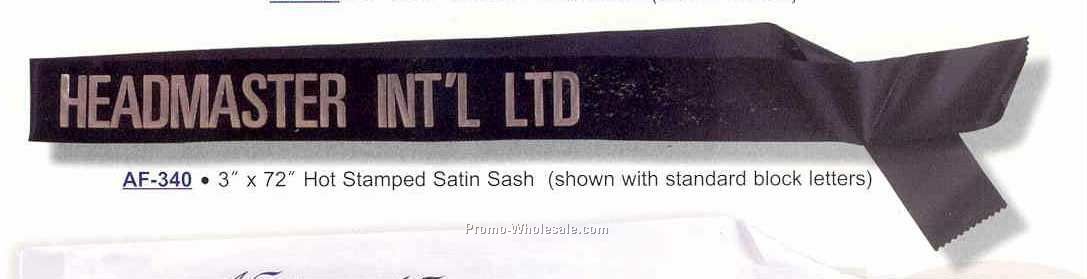 HEADMASTER INT'L LTD
AF-340 • 3″ x 72″ Hot Stamped Satin Sash (shown with standard block letters)
Promo-Wholesale.com